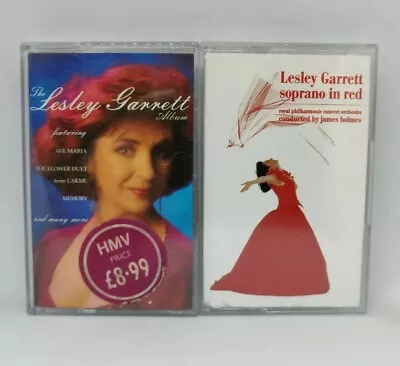 The
Lesley Garrett
Album
featuring
AVE MARIA
THE FLOWER DUET
from LAKME
MEMORY
and many more
HMV
PRICE
£8·99
Lesley Garrett
soprano in red
royal philharmonic concert orchestra
conducted by james holmes